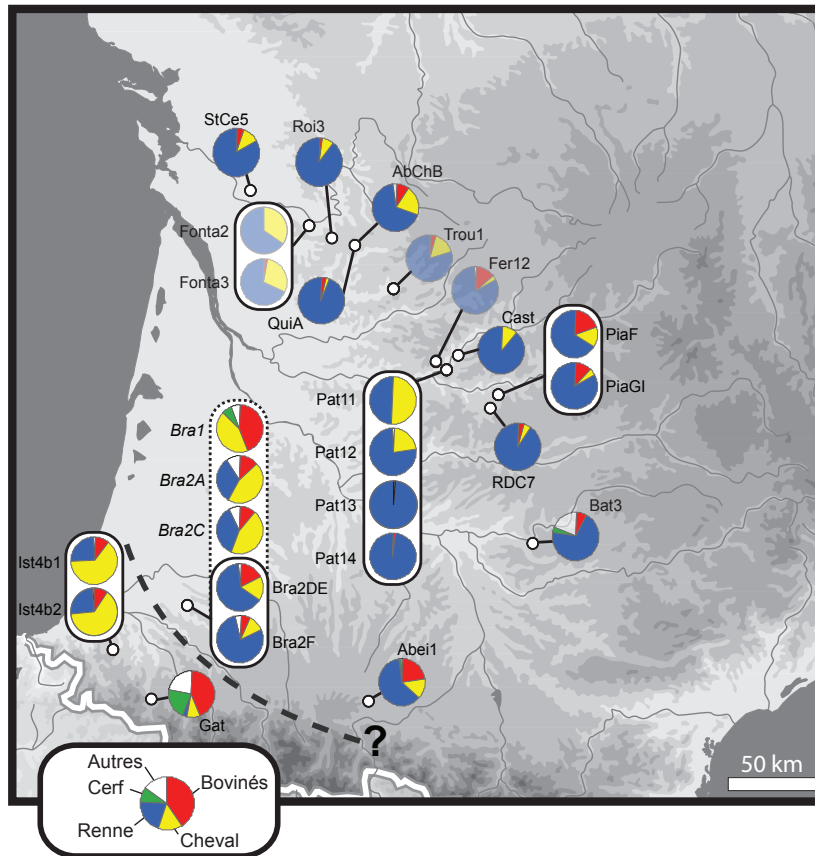 StCe5
Roi3
AbChB
Fonta2
Trou1
Fonta3
Fer12
QuiA
Cast
PiaF
PiaGI
Pat11
Bra1
Pat12
RDC7
Bra2A
Pat13
Bra2C
Bat3
Pat14
Ist4b1
Bra2DE
Ist4b2
Bra2F
Abei1
Gat
?
Autres
Cerf
Bovinés
Renne
Cheval
50 km